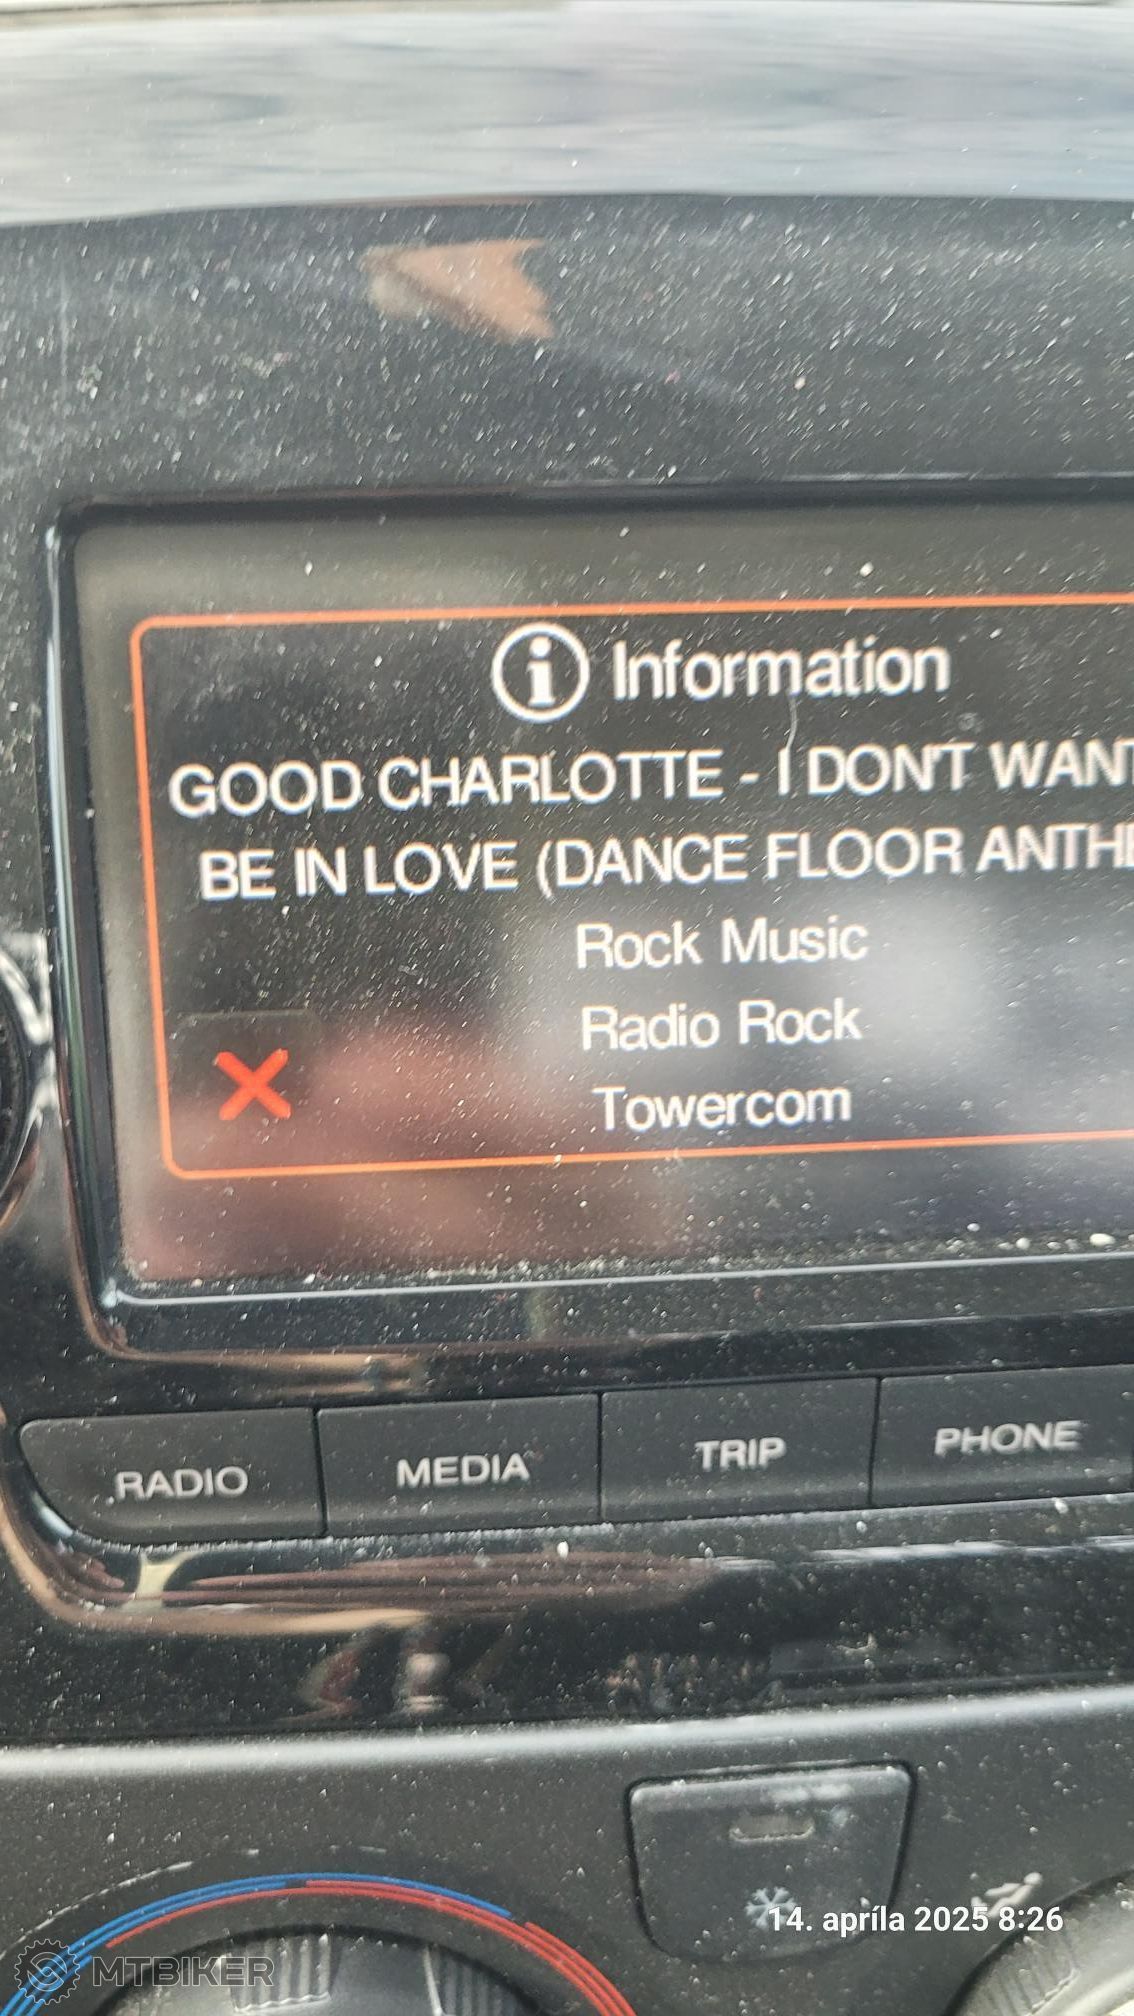 Information
GOOD CHARLOTTE - I DON'T WANT
BE IN LOVE (DANCE FLOOR ANTHE
Rock Music
Radio Rock
Towercom
RADIO
MEDIA
TRIP
PHONE
14. apríla 2025 8:26
MTBIKER